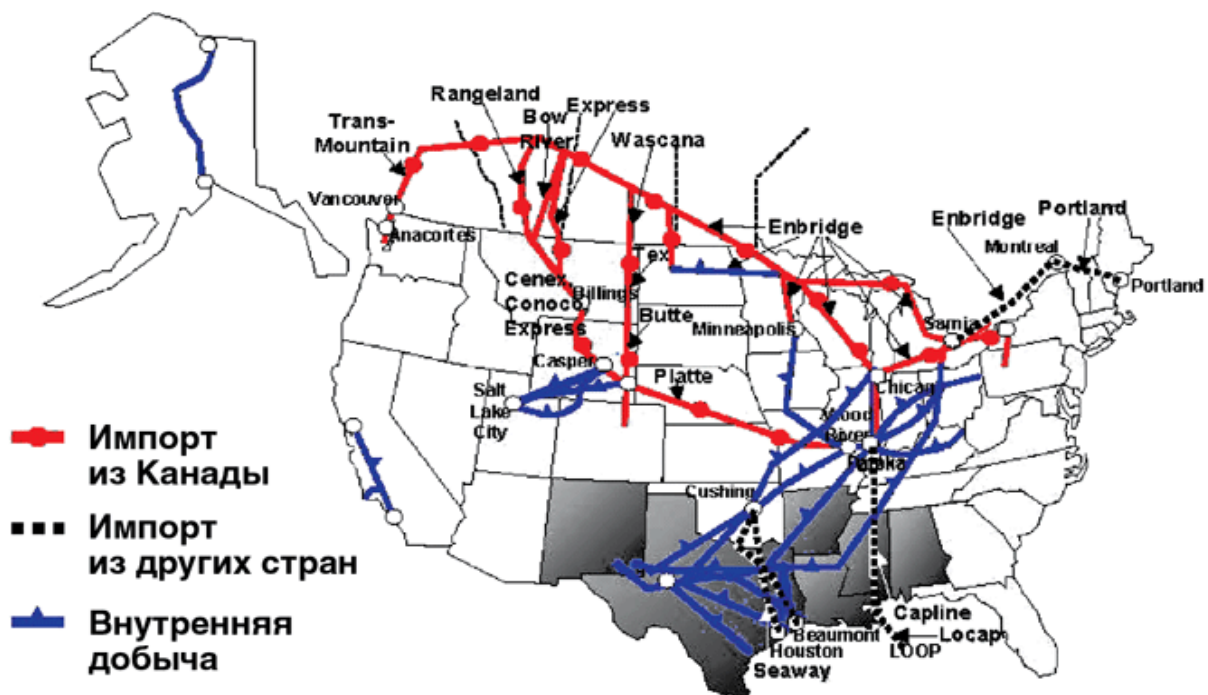 Rangeland
Bow
River
Express
Trans-
Mountain
Wascana
Vancouver
Anacortes
Enbridge
Enbridge
Portland
Montreal
Portland
Tex
Cenex,
Conoco,
Express
Billings
Butte
Minneapolis
Sarnia
Casper
Platte
Salt
Lake
City
Chicag
Wood
River
Cushing
Capline
Locap
LOOP
Beaumont
Houston
Seaway
Импорт
из Канады
Импорт
из других стран
Внутренняя
добыча